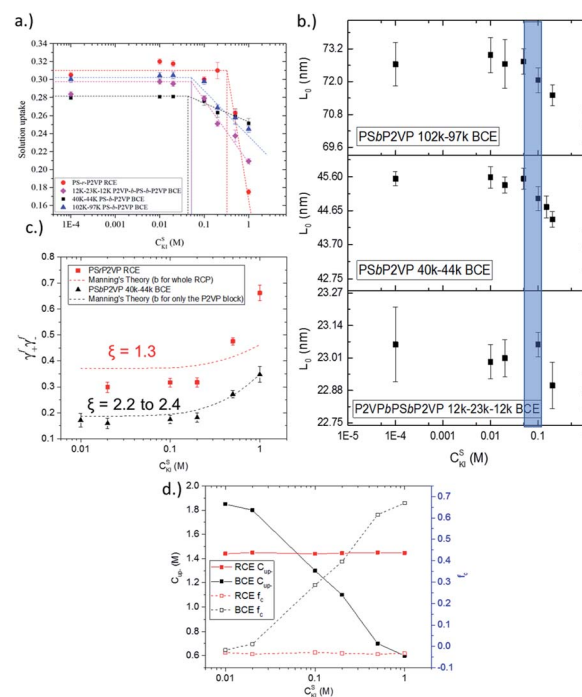 a.)
Solution uptake
0.32
0.30
0.28
0.26
0.24
0.22
0.20
0.18
0.16
PS-r-P2VP RCE
12K-23K-12K P2VP-b-PS-b-P2VP BCE
40K-44K PS-b-P2VP BCE
102K-97K PS-b-P2VP BCE
1E-4 1E-3 0.01 0.1 1
C^S_KI (M)
b.)
L0 (nm)
73.2
72.0
70.8
69.6
PSbP2VP 102k-97k BCE
L0 (nm)
45.60
44.65
43.70
42.75
PSbP2VP 40k-44k BCE
L0 (nm)
23.27
23.14
23.01
22.88
22.75
P2VPbPSbP2VP 12k-23k-12k BCE
1E-5 1E-4 1E-3 0.01 0.1 1
C^S_KI (M)
c.)
0.8
0.7
0.6
0.5
0.4
0.3
0.2
0.1
PSrP2VP RCE
Manning's Theory (b for whole RCP)
PSbP2VP 40k-44k BCE
Manning's Theory (b for only the P2VP block)
ξ = 1.3
ξ = 2.2 to 2.4
0.01 0.1 1
C^S_KI (M)
d.)
C_up. (M)
2.0
1.8
1.6
1.4
1.2
1.0
0.8
0.6
RCE C_up.
BCE C_up.
RCE f_c
BCE f_c
0.7
0.6
0.5
0.4
0.3
0.2
0.1
0.0
-0.1
f_c
0.01 0.1 1
C^S_KI (M)